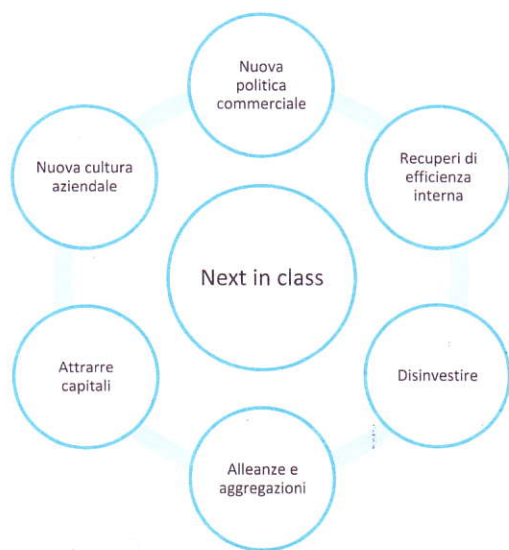 Nuova
politica
commerciale
Nuova cultura
aziendale
Recuperi di
efficienza
interna
Next in class
Attrarre
capitali
Disinvestire
Alleanze e
aggregazioni